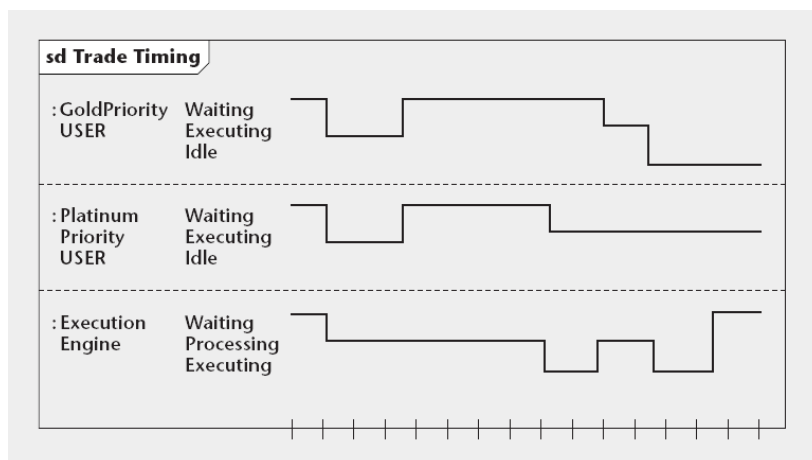 sd Trade Timing
: GoldPriority Waiting
USER Executing
Idle
: Platinum Waiting
Priority Executing
USER Idle
: Execution Waiting
Engine Processing
Executing